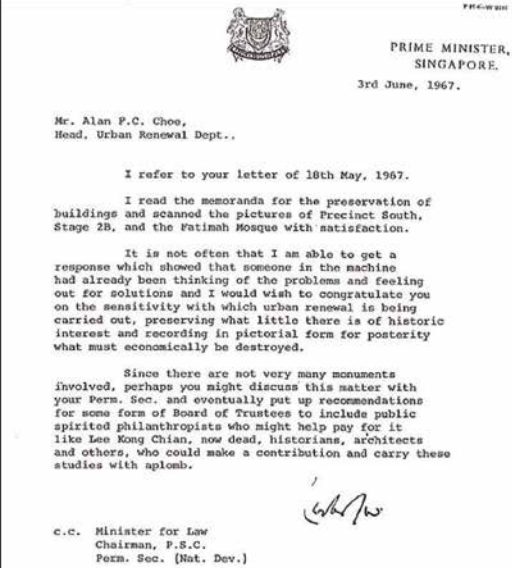 PRIME MINISTER,
SINGAPORE.
3rd June, 1967.
Mr. Alan F.C. Choe,
Head, Urban Renewal Dept..
I refer to your letter of 18th May, 1967.
I read the memoranda for the preservation of
buildings and scanned the pictures of Precinct South,
Stage 2B, and the Fatimah Mosque with satisfaction.
It is not often that I am able to get a
response which showed that someone in the machine
had already been thinking of the problems and feeling
out for solutions and I would wish to congratulate you
on the sensitivity with which urban renewal is being
carried out, preserving what little there is of historic
interest and recording in pictorial form for posterity
what must economically be destroyed.
Since there are not very many monuments
involved, perhaps you might discuss this matter with
your Perm. Sec. and eventually put up recommendations
for some form of Board of Trustees to include public
spirited philanthropists who might help pay for it
like Lee Kong Chian, now dead, historians, architects
and others, who could make a contribution and carry these
studies with aplomb.
c.c. Minister for Law
Chairman, P.S.C.
Perm. Sec. (Nat. Dev.)